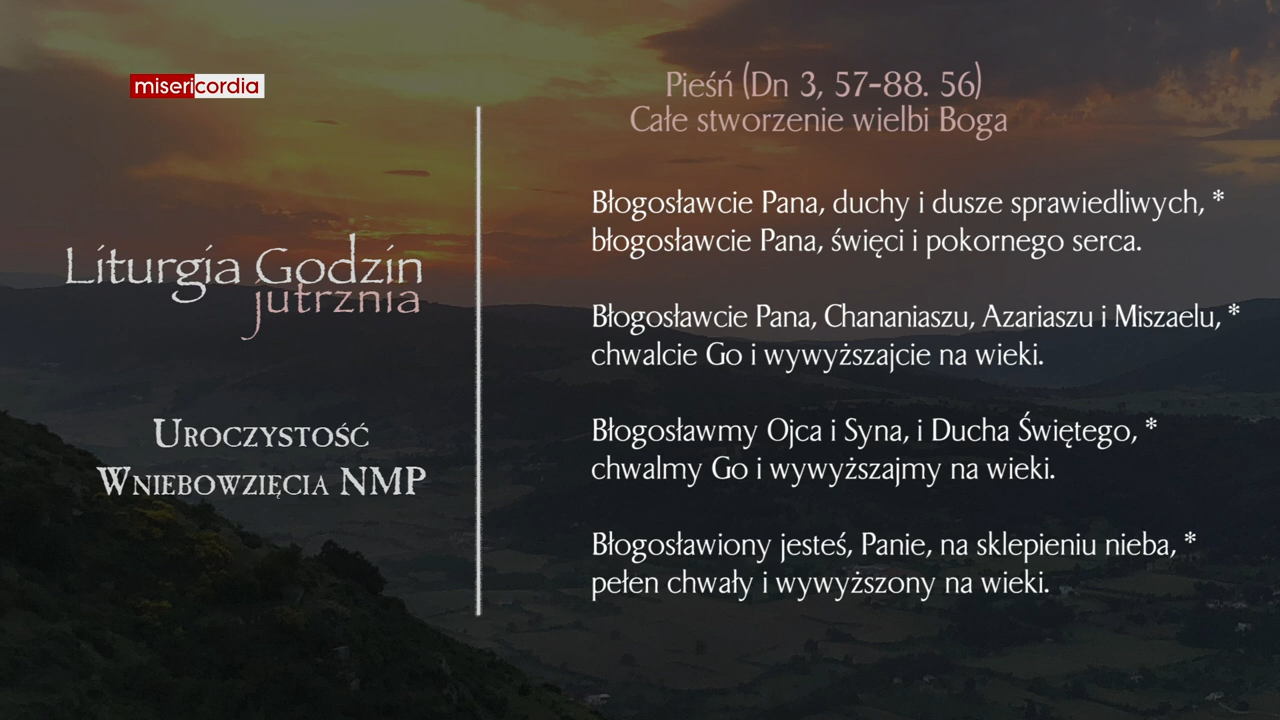 misericordia
Liturgia Godzin
jutrznia
Uroczystość
Wniebowzięcia NMP
Pieśń (Dn 3, 57-88. 56)
Całe stworzenie wielbi Boga
Błogosławcie Pana, duchy i dusze sprawiedliwych, *
błogosławcie Pana, święci i pokornego serca.
Błogosławcie Pana, Chananiaszu, Azariaszu i Miszaelu, *
chwalcie Go i wywyższajcie na wieki.
Błogosławmy Ojca i Syna, i Ducha Świętego, *
chwalmy Go i wywyższajmy na wieki.
Błogosławiony jesteś, Panie, na sklepieniu nieba, *
pełen chwały i wywyższony na wieki.